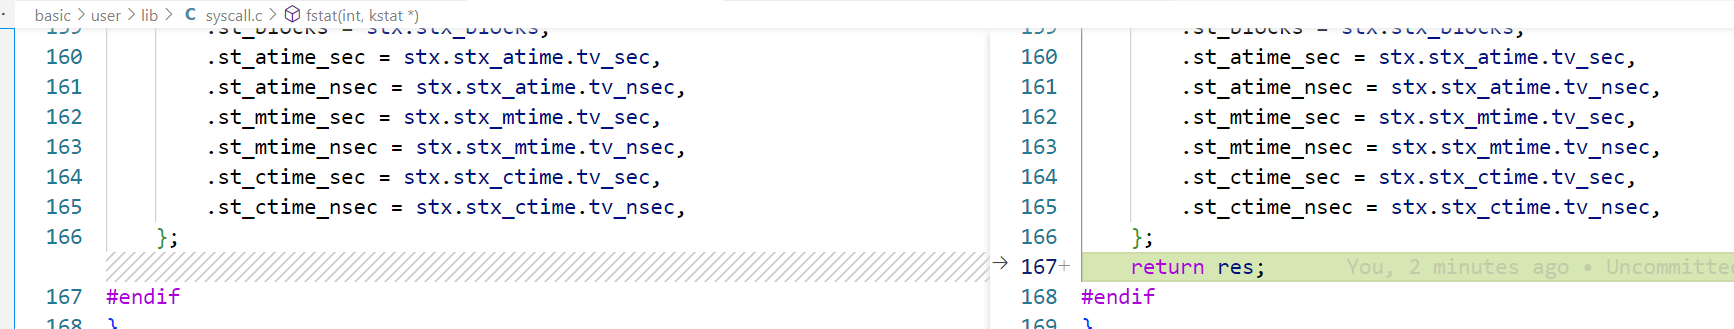 basic > user > lib > C syscall.c > fstat(int, kstat *)
159 .st_blocks = stx.stx_blocks,
160 .st_atime_sec = stx.stx_atime.tv_sec,
161 .st_atime_nsec = stx.stx_atime.tv_nsec,
162 .st_mtime_sec = stx.stx_mtime.tv_sec,
163 .st_mtime_nsec = stx.stx_mtime.tv_nsec,
164 .st_ctime_sec = stx.stx_ctime.tv_sec,
165 .st_ctime_nsec = stx.stx_ctime.tv_nsec,
166 };
167 #endif
168 }
159 .st_blocks = stx.stx_blocks,
160 .st_atime_sec = stx.stx_atime.tv_sec,
161 .st_atime_nsec = stx.stx_atime.tv_nsec,
162 .st_mtime_sec = stx.stx_mtime.tv_sec,
163 .st_mtime_nsec = stx.stx_mtime.tv_nsec,
164 .st_ctime_sec = stx.stx_ctime.tv_sec,
165 .st_ctime_nsec = stx.stx_ctime.tv_nsec,
166 };
→ 167+ return res; You, 2 minutes ago • Uncommitted
168 #endif
169 }